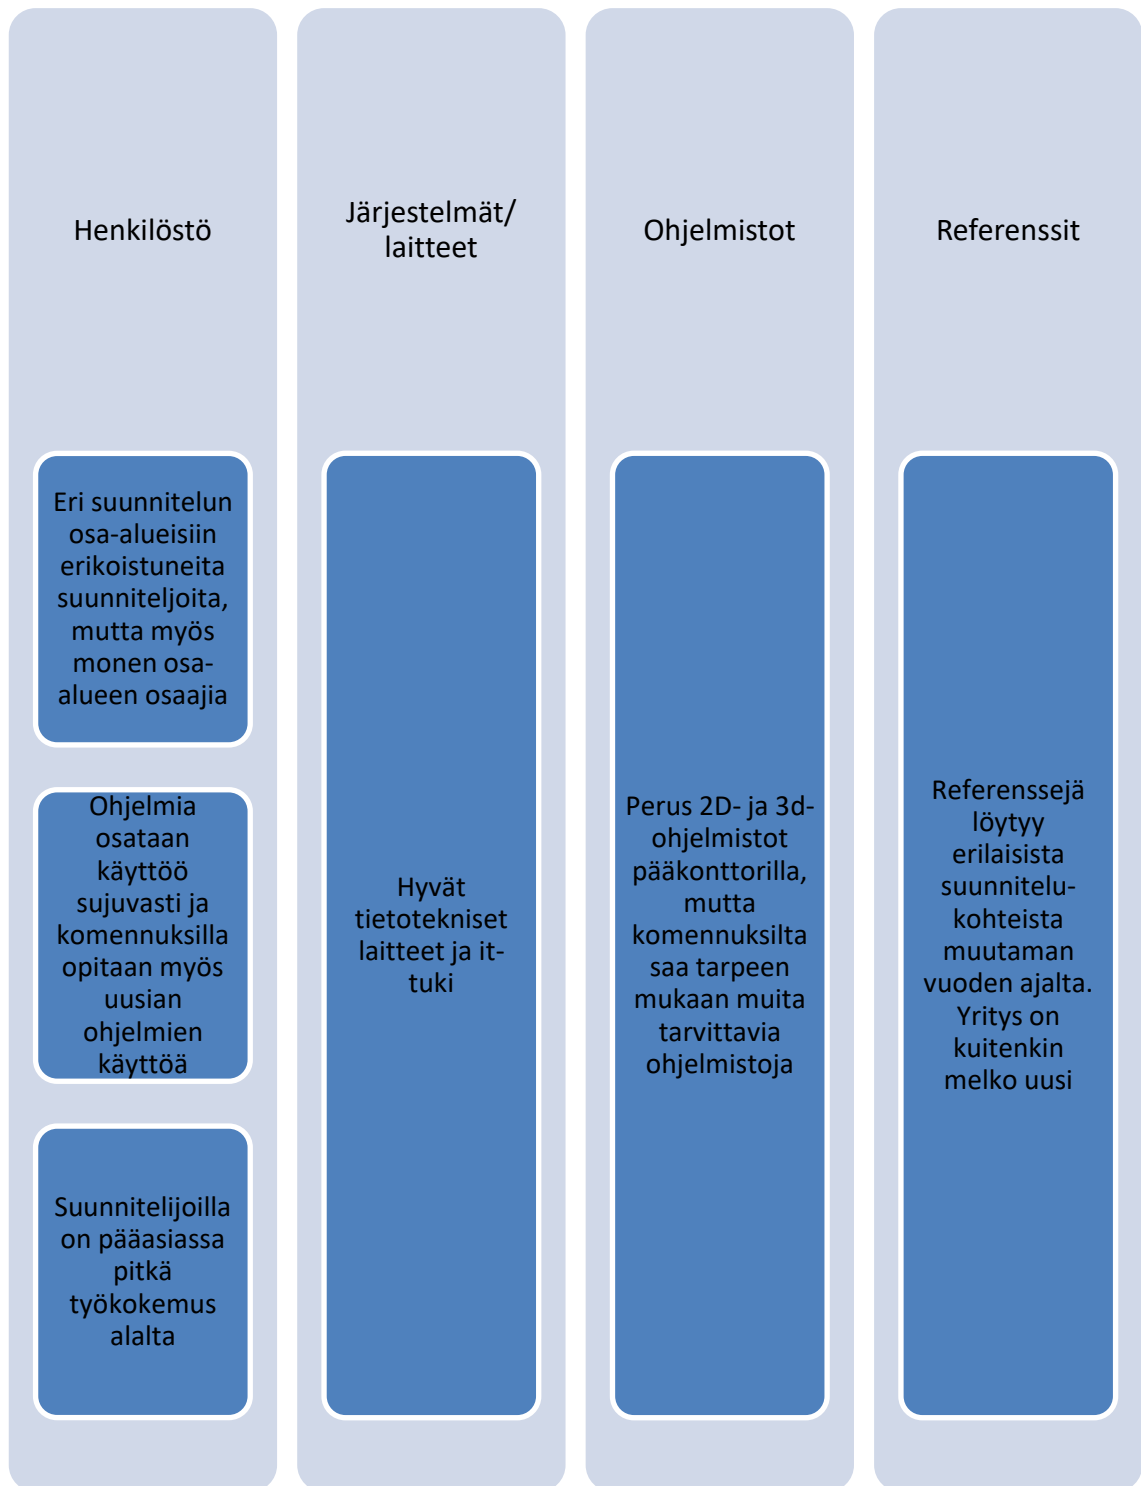 Henkilöstö
Eri suunnitelun
osa-alueisiin
erikoistuneita
suunniteljoita,
mutta myös
monen osa-
alueen osaajia
Ohjelmia
osataan
käyttöö
sujuvasti ja
komennuksilla
opitaan myös
uusian
ohjelmien
käyttöä
Suunnitelijoilla
on pääasiassa
pitkä
työkokemus
alalta
Järjestelmät/
laitteet
Hyvät
tietotekniset
laitteet ja it-
tuki
Ohjelmistot
Perus 2D- ja 3d-
ohjelmistot
pääkonttorilla,
mutta
komennuksilta
saa tarpeen
mukaan muita
tarvittavia
ohjelmistoja
Referenssit
Referenssejä
löytyy
erilaisista
suunnitelu-
kohteista
muutaman
vuoden ajalta.
Yritys on
kuitenkin
melko uusi